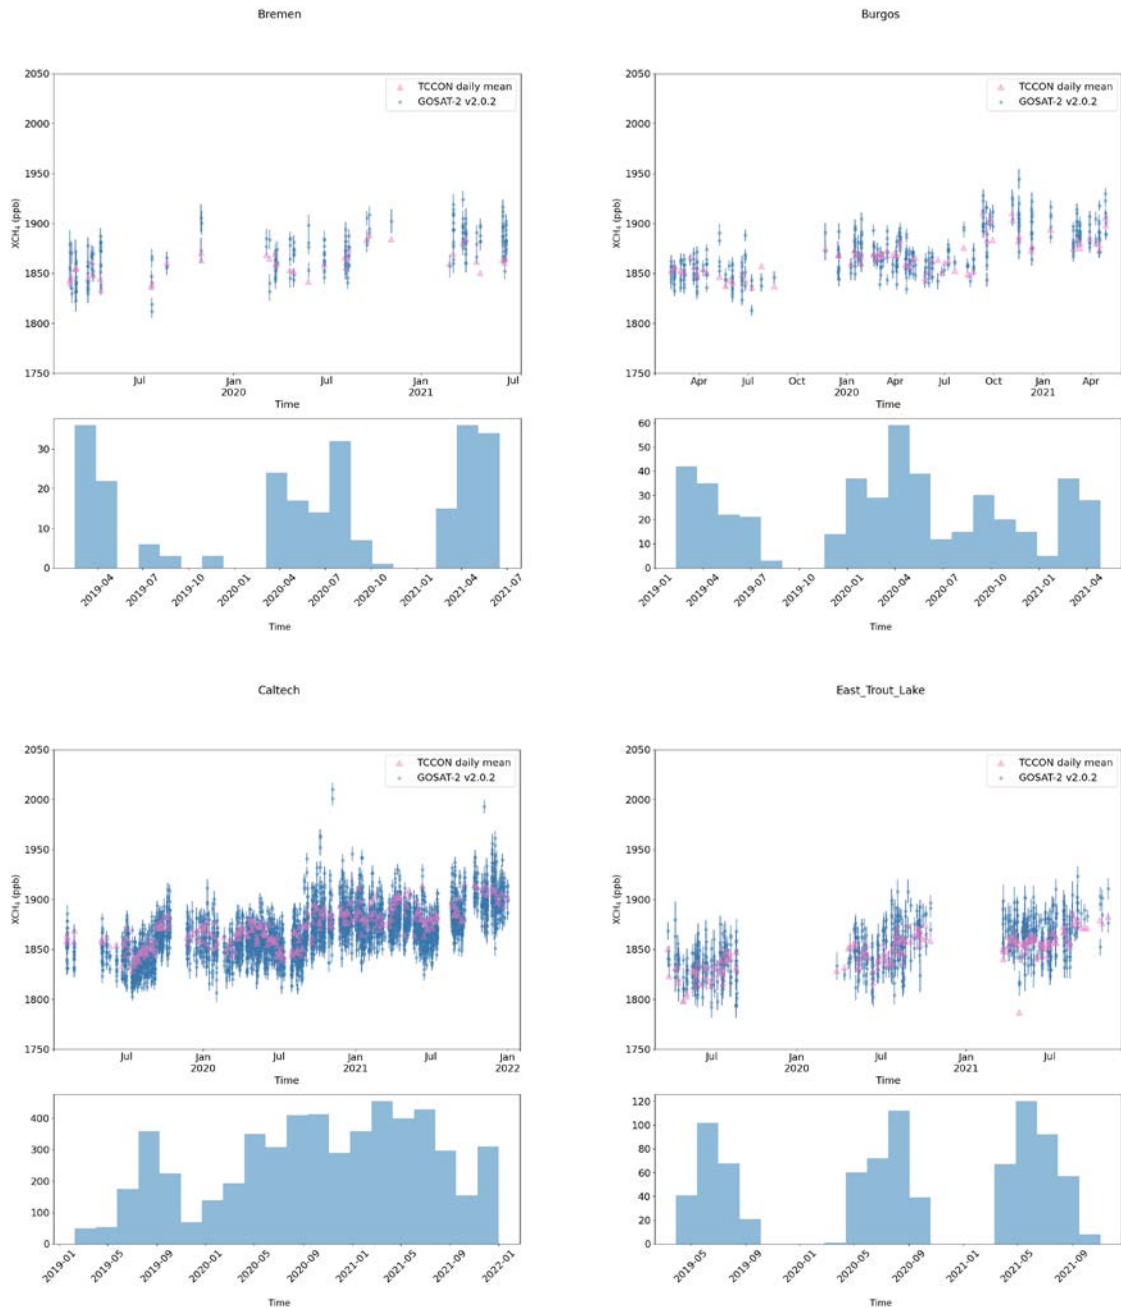 Bremen
2050
2000
1950
1900
1850
1800
1750
XCH₄ (ppb)
TCCON daily mean
GOSAT-2 v2.0.2
Jul
Jan
2020
Jul
Jan
2021
Jul
Time
30
20
10
0
2019-04
2019-07
2019-10
2020-01
2020-04
2020-07
2020-10
2021-01
2021-04
2021-07
Time
Burgos
2050
2000
1950
1900
1850
1800
1750
XCH₄ (ppb)
TCCON daily mean
GOSAT-2 v2.0.2
Apr
Jul
Oct
Jan
2020
Apr
Jul
Oct
Jan
2021
Apr
Time
60
50
40
30
20
10
0
2019-01
2019-04
2019-07
2019-10
2020-01
2020-04
2020-07
2020-10
2021-01
2021-04
Time
Caltech
2050
2000
1950
1900
1850
1800
1750
XCH₄ (ppb)
TCCON daily mean
GOSAT-2 v2.0.2
Jul
Jan
2020
Jul
Jan
2021
Jul
Jan
2022
Time
400
300
200
100
0
2019-01
2019-05
2019-09
2020-01
2020-05
2020-09
2021-01
2021-05
2021-09
2022-01
Time
East_Trout_Lake
2050
2000
1950
1900
1850
1800
1750
XCH₄ (ppb)
TCCON daily mean
GOSAT-2 v2.0.2
Jul
Jan
2020
Jul
Jan
2021
Jul
Time
120
100
80
60
40
20
0
2019-05
2019-09
2020-01
2020-05
2020-09
2021-01
2021-05
2021-09
Time